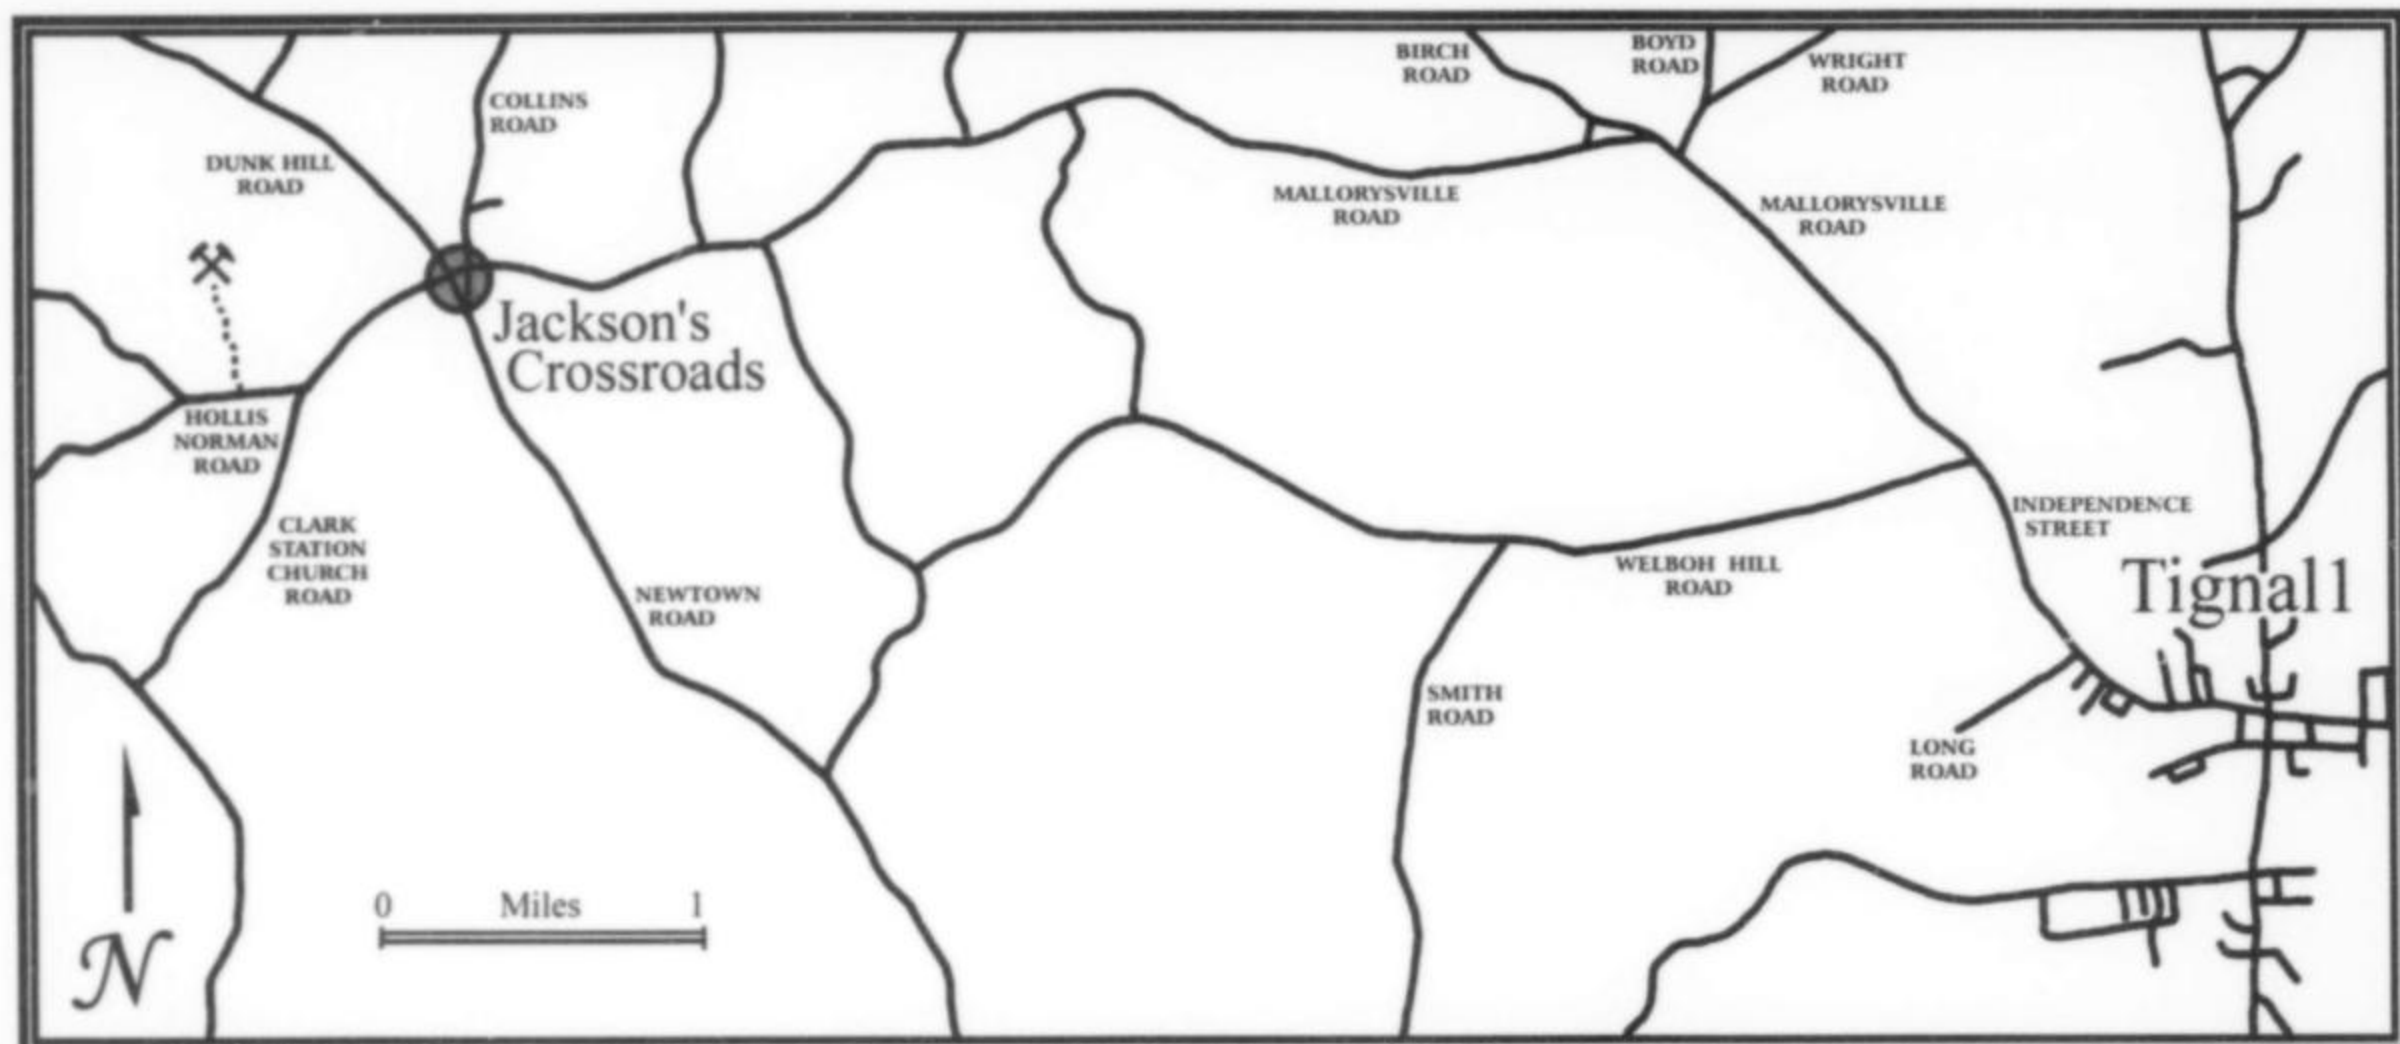 BIRCH
ROAD
BOYD
ROAD
WRIGHT
ROAD
COLLINS
ROAD
DUNK HILL
ROAD
MALLORYSVILLE
ROAD
MALLORYSVILLE
ROAD
Jackson's
Crossroads
HOLLIS
NORMAN
ROAD
CLARK
STATION
CHURCH
ROAD
INDEPENDENCE
STREET
WELBOH HILL
ROAD
Tignall
NEWTOWN
ROAD
SMITH
ROAD
LONG
ROAD
0 Miles 1
N